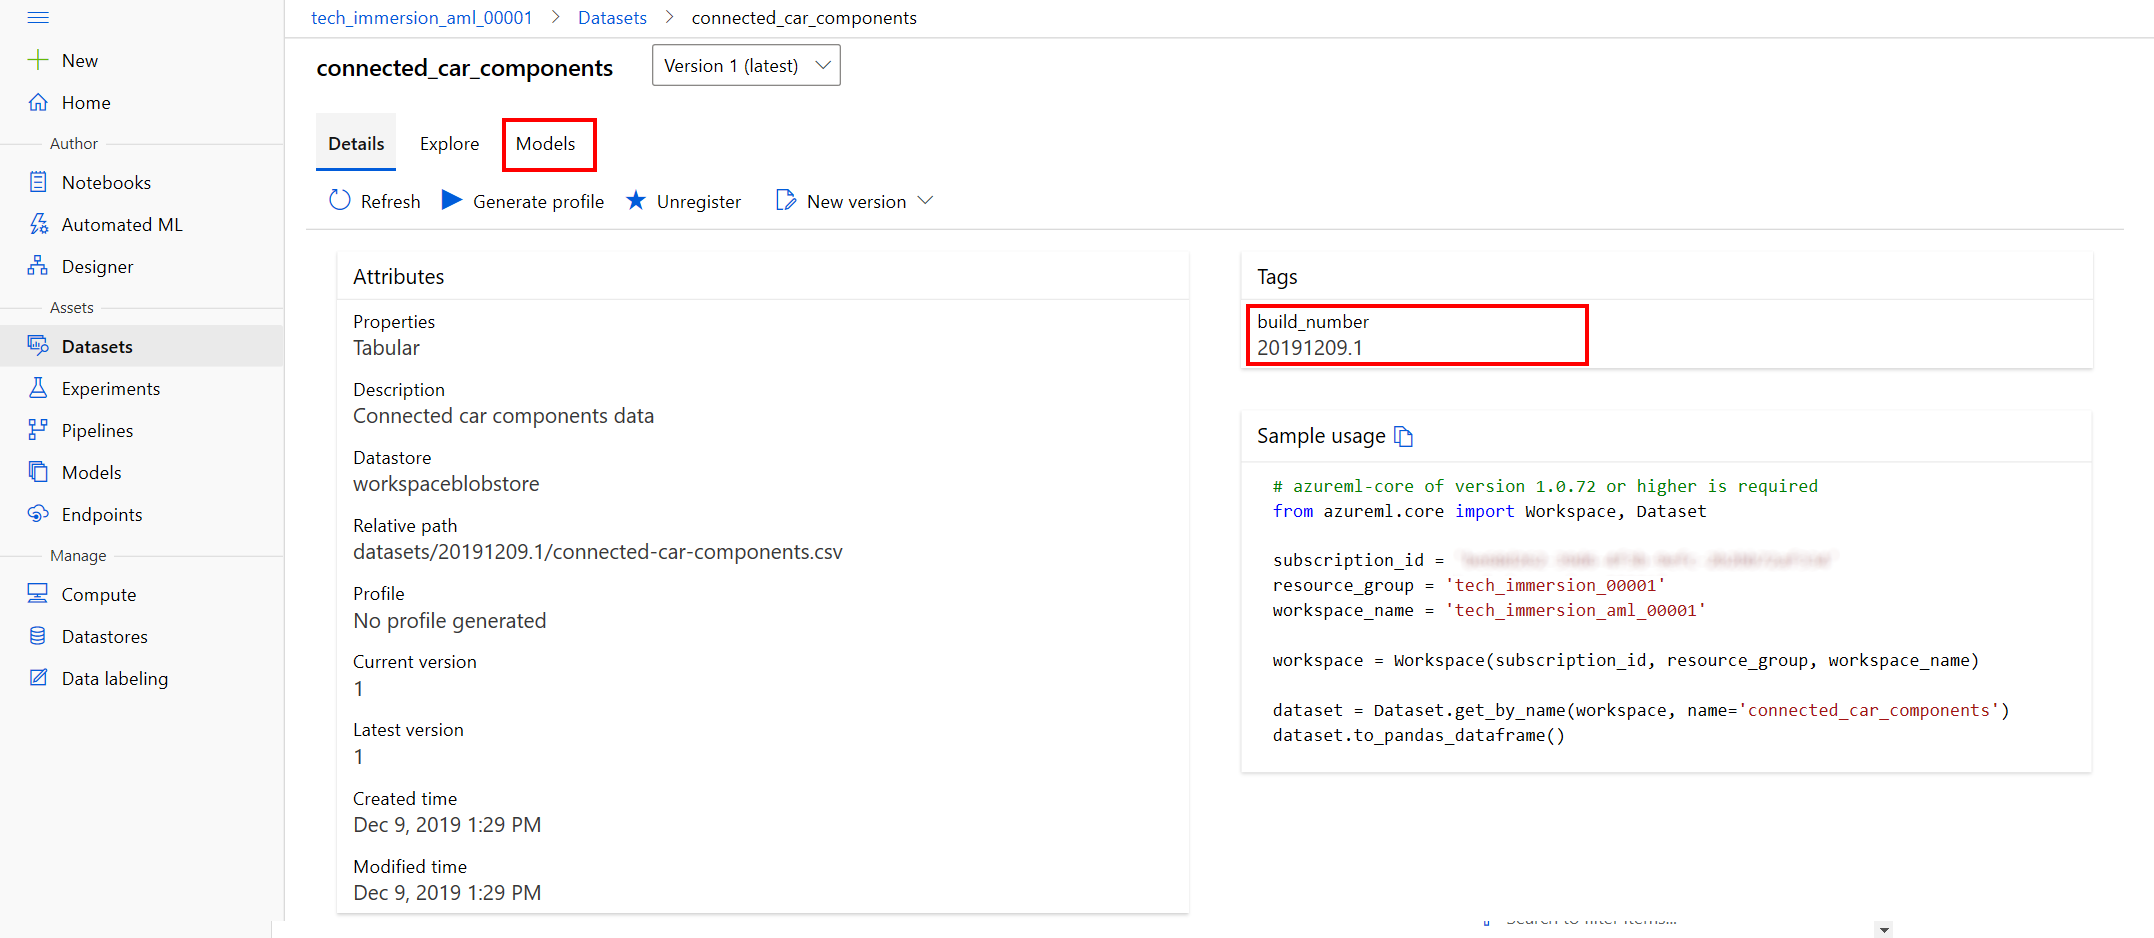 tech_immersion_aml_00001 > Datasets > connected_car_components
connected_car_components
Version 1 (latest)
New
Home
Author
Notebooks
Automated ML
Designer
Assets
Datasets
Experiments
Pipelines
Models
Endpoints
Manage
Compute
Datastores
Data labeling
Details Explore Models
Refresh Generate profile Unregister New version
Attributes
Properties
Tabular
Description
Connected car components data
Datastore
workspaceblobstore
Relative path
datasets/20191209.1/connected-car-components.csv
Profile
No profile generated
Current version
1
Latest version
1
Created time
Dec 9, 2019 1:29 PM
Modified time
Dec 9, 2019 1:29 PM
Tags
build_number
20191209.1
Sample usage
# azureml-core of version 1.0.72 or higher is required
from azureml.core import Workspace, Dataset
subscription_id =
resource_group = 'tech_immersion_00001'
workspace_name = 'tech_immersion_aml_00001'
workspace = Workspace(subscription_id, resource_group, workspace_name)
dataset = Dataset.get_by_name(workspace, name='connected_car_components')
dataset.to_pandas_dataframe()
Search to filter items...